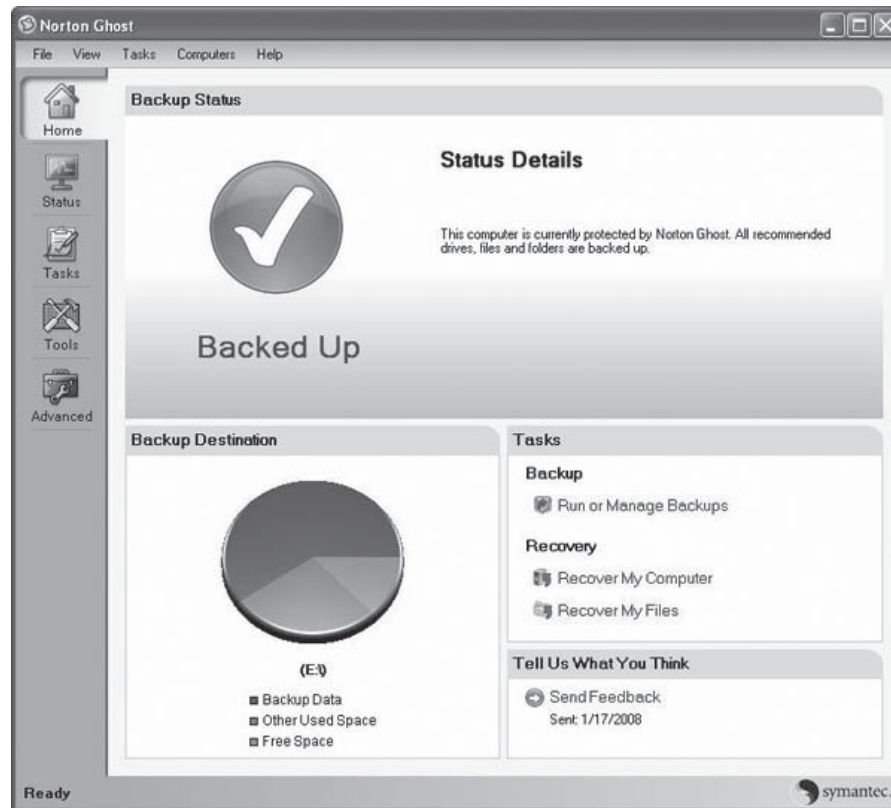 Norton Ghost
File View Tasks Computers Help
Home
Status
Tasks
Tools
Advanced
Backup Status
Backed Up
Status Details
This computer is currently protected by Norton Ghost. All recommended
drives, files and folders are backed up.
Backup Destination
(E:\)
Backup Data
Other Used Space
Free Space
Tasks
Backup
Run or Manage Backups
Recovery
Recover My Computer
Recover My Files
Tell Us What You Think
Send Feedback
Sent: 1/17/2008
Ready
symantec.